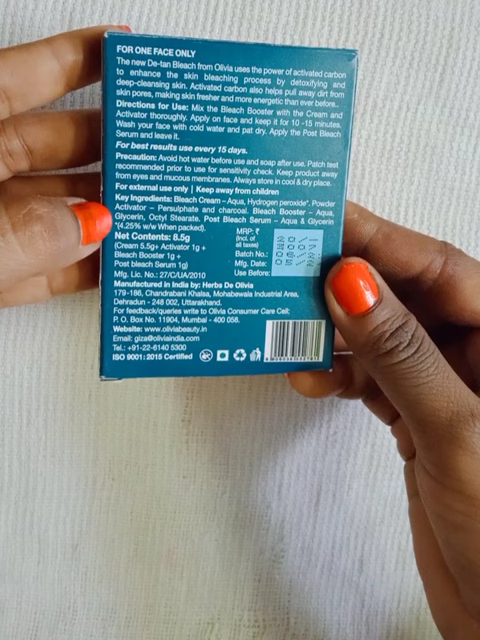 FOR ONE FACE ONLY
The new De-tan Bleach from Olivia uses the power of activated carbon
to enhance the skin bleaching process by detoxifying and
deep-cleansing skin. Activated carbon also helps pull away dirt from
skin pores, making skin fresher and more energetic than ever before..
Directions for Use: Mix the Bleach Booster with the Cream and
Activator thoroughly. Apply on face and keep it for 10 -15 minutes.
Wash your face with cold water and pat dry. Apply the Post Bleach
Serum and leave it.
For best results use every 15 days.
Precaution: Avoid hot water before use and soap after use. Patch test
recommended prior to use for sensitivity check. Keep product away
from eyes and mucous membranes. Always store in cool & dry place.
For external use only | Keep away from children
Key Ingredients: Bleach Cream – Aqua, Hydrogen peroxide*, Powder
Activator – Persulphate and charcoal. Bleach Booster – Aqua,
Glycerin, Octyl Stearate. Post Bleach Serum – Aqua & Glycerin
*(4.25% w/w When packed).
Net Contents: 8.5g
(Cream 5.5g+ Activator 1g +
Bleach Booster 1g +
Post bleach Serum 1g)
MRP: ₹
(Incl. of
all taxes)
Batch No.:
Mfg. Date:
Use Before:
Mfg. Lic. No.: 27/C/UA/2010
Manufactured in India by: Herbs De Olivia
179-186, Chandrabani Khalsa, Mohabewala Industrial Area,
Dehradun - 248 002, Uttarakhand.
For feedback/queries write to Olivia Consumer Care Cell:
P. O. Box No. 11904, Mumbai - 400 058.
Website: www.oliviabeauty.in
Email: giza@oliviaindia.com
Tel.: +91-22-6140 5300
ISO 9001: 2015 Certified